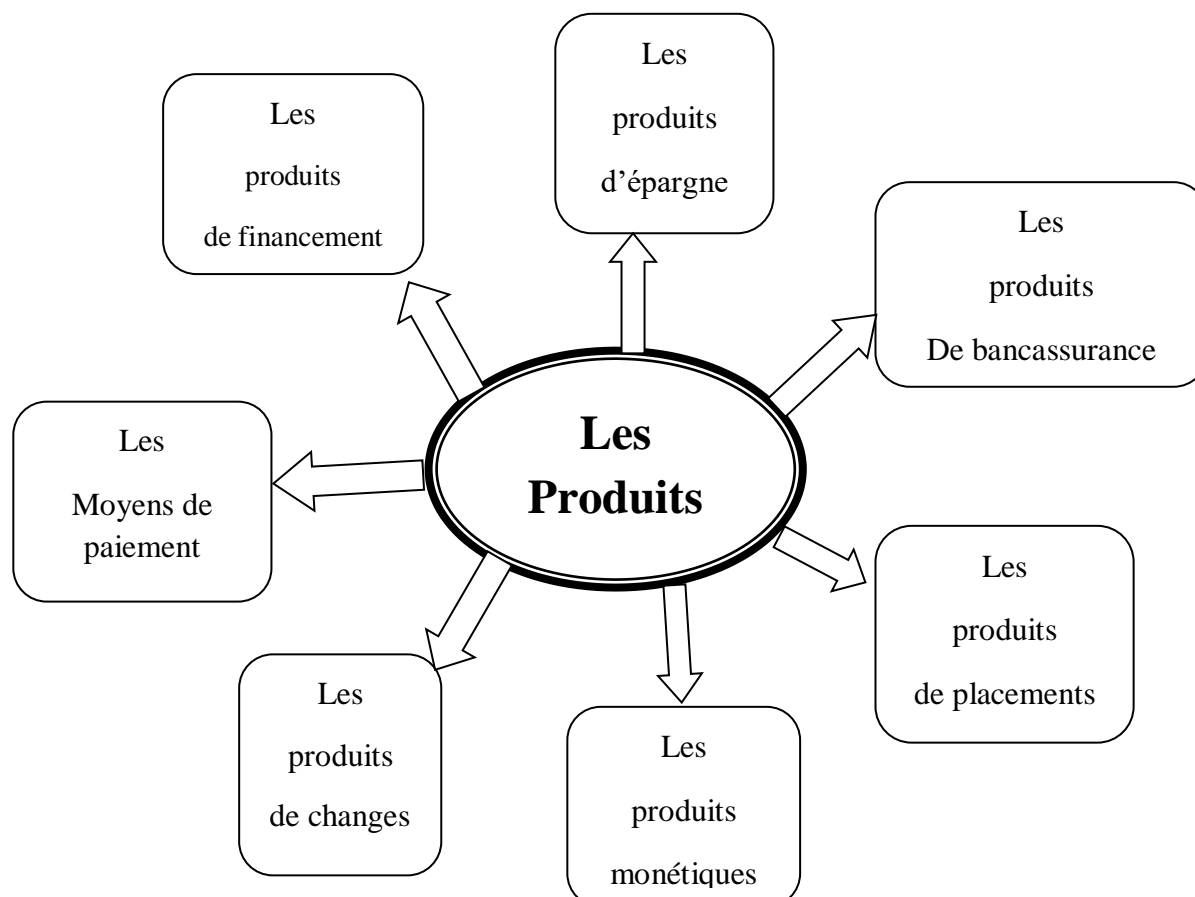 Les
produits
d’épargne
Les
produits
de financement
Les
produits
De bancassurance
Les
Produits
Les
Moyens de
paiement
Les
produits
de placements
Les
produits
de changes
Les
produits
monétiques